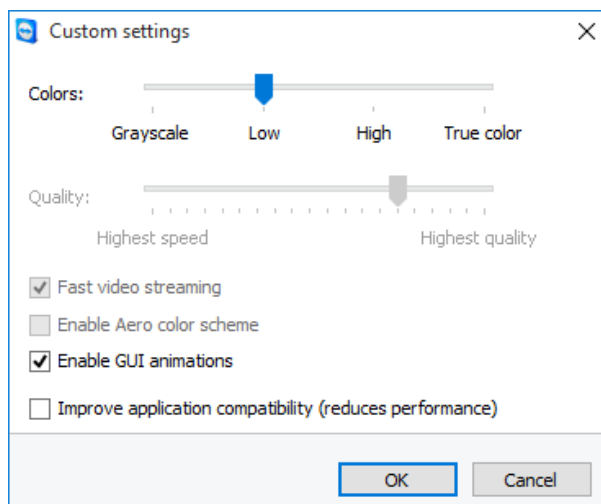 Custom settings
Colors:
Grayscale Low High True color
Quality:
Highest speed Highest quality
Fast video streaming
Enable Aero color scheme
Enable GUI animations
Improve application compatibility (reduces performance)
OK Cancel